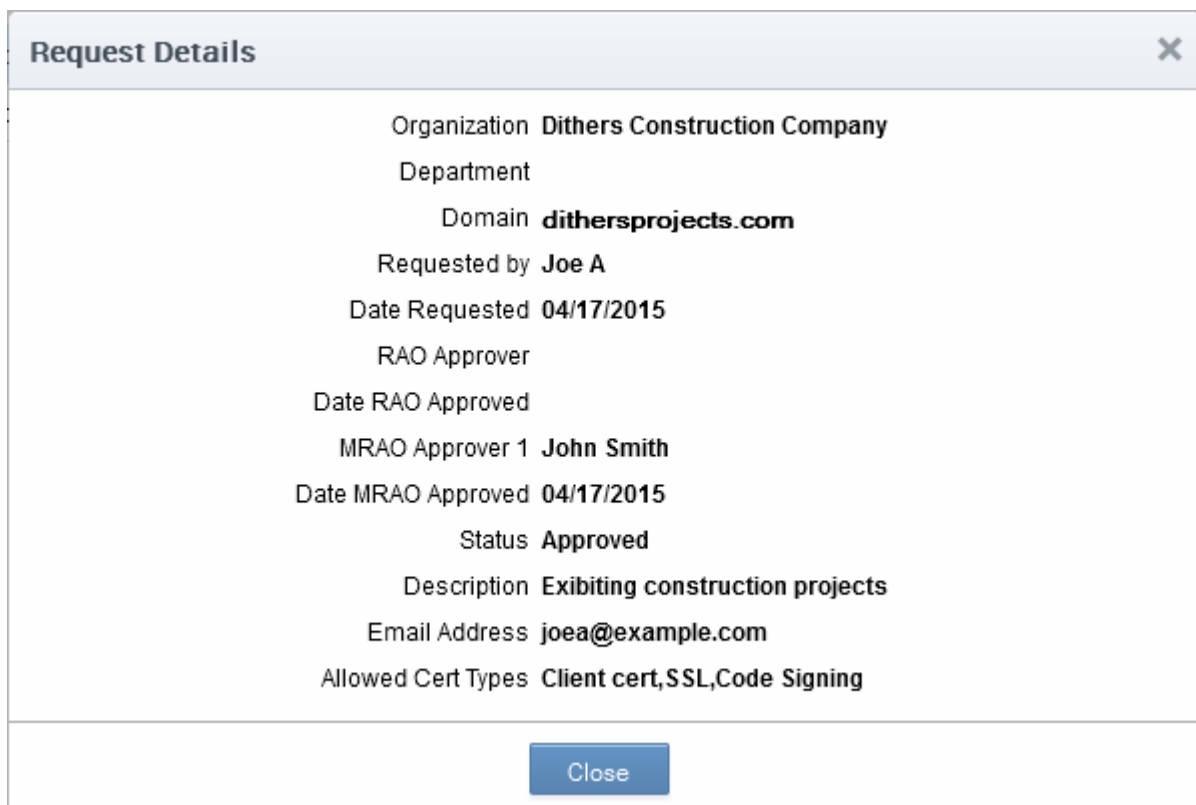 Request Details
Organization Dithers Construction Company
Department
Domain dithersprojects.com
Requested by Joe A
Date Requested 04/17/2015
RAO Approver
Date RAO Approved
MRAO Approver 1 John Smith
Date MRAO Approved 04/17/2015
Status Approved
Description Exibiting construction projects
Email Address joea@example.com
Allowed Cert Types Client cert,SSL,Code Signing
Close